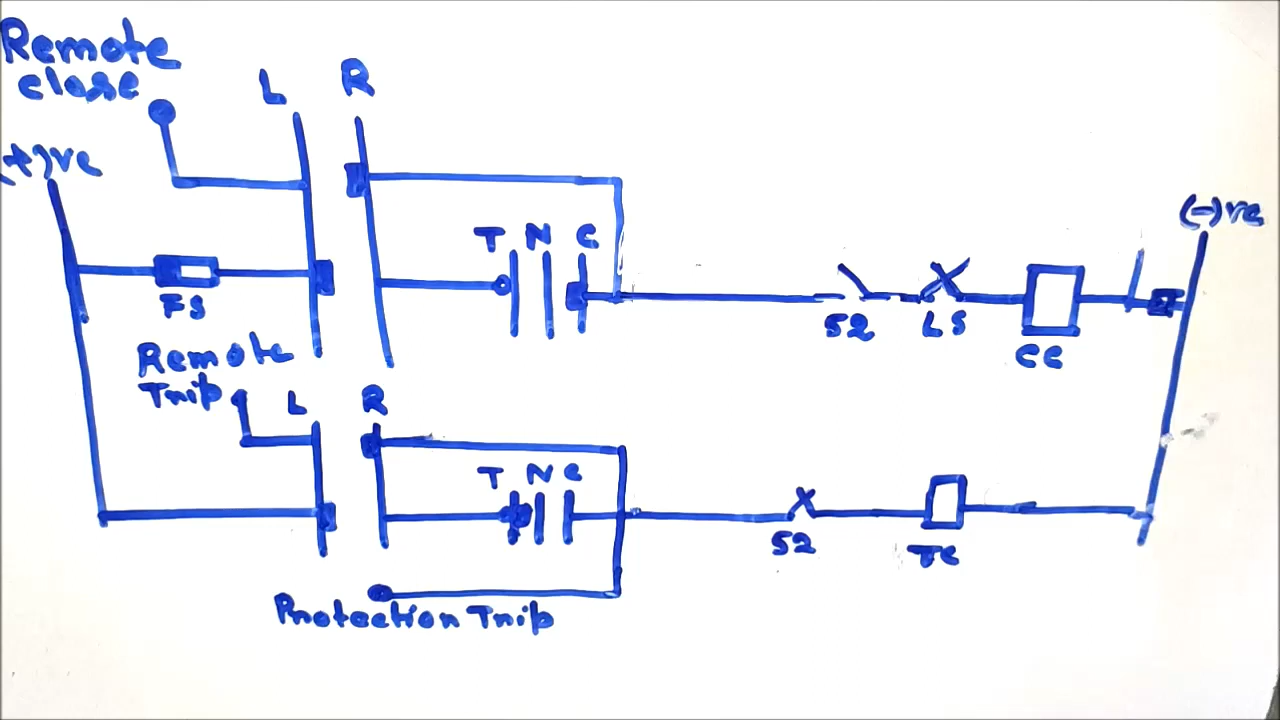 Remote
close
L R
(+)ve
(-)ve
T N C
FS
52 LS CC
Remote
Trip
L R
T N C
52 TC
Protection Trip